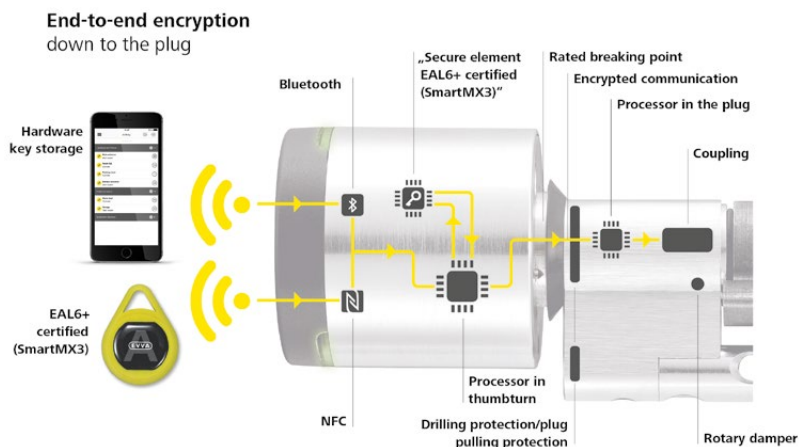 End-to-end encryption
down to the plug
Hardware
key storage
Bluetooth
„Secure element
EAL6+ certified
(SmartMX3)”
Rated breaking point
Encrypted communication
Processor in the plug
Coupling
EAL6+
certified
(SmartMX3)
EVVA
NFC
Processor in
thumbturn
Drilling protection/plug
pulling protection
Rotary damper